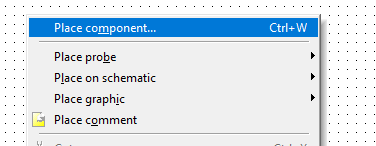 Place component... Ctrl+W
Place probe
Place on schematic
Place graphic
Place comment